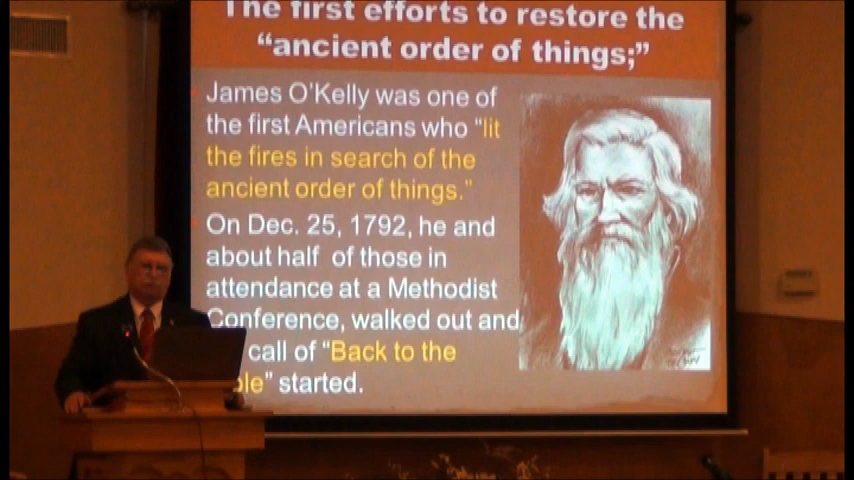 The first efforts to restore the
“ancient order of things;”
James O’Kelly was one of
the first Americans who “lit
the fires in search of the
ancient order of things.”
On Dec. 25, 1792, he and
about half of those in
attendance at a Methodist
Conference, walked out and
call of “Back to the
ble” started.